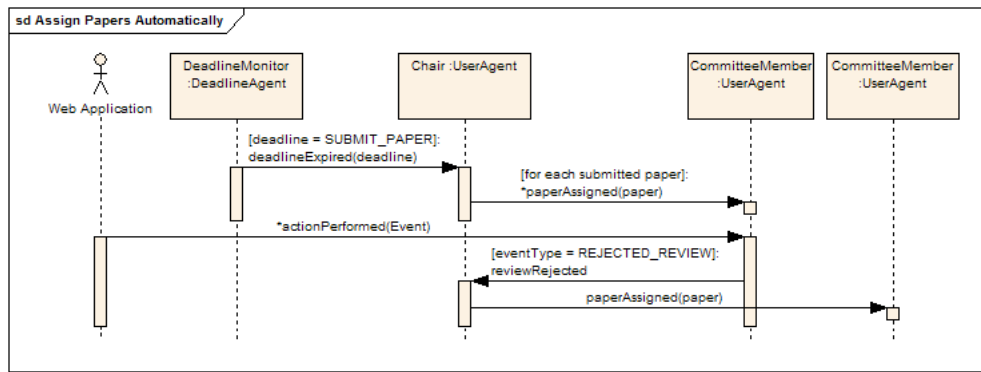 sd Assign Papers Automatically
Web Application
DeadlineMonitor
:DeadlineAgent
Chair :UserAgent
CommitteeMember
:UserAgent
CommitteeMember
:UserAgent
[deadline = SUBMIT_PAPER]:
deadlineExpired(deadline)
[for each submitted paper]:
*paperAssigned(paper)
*actionPerformed(Event)
[eventType = REJECTED_REVIEW]:
reviewRejected
paperAssigned(paper)